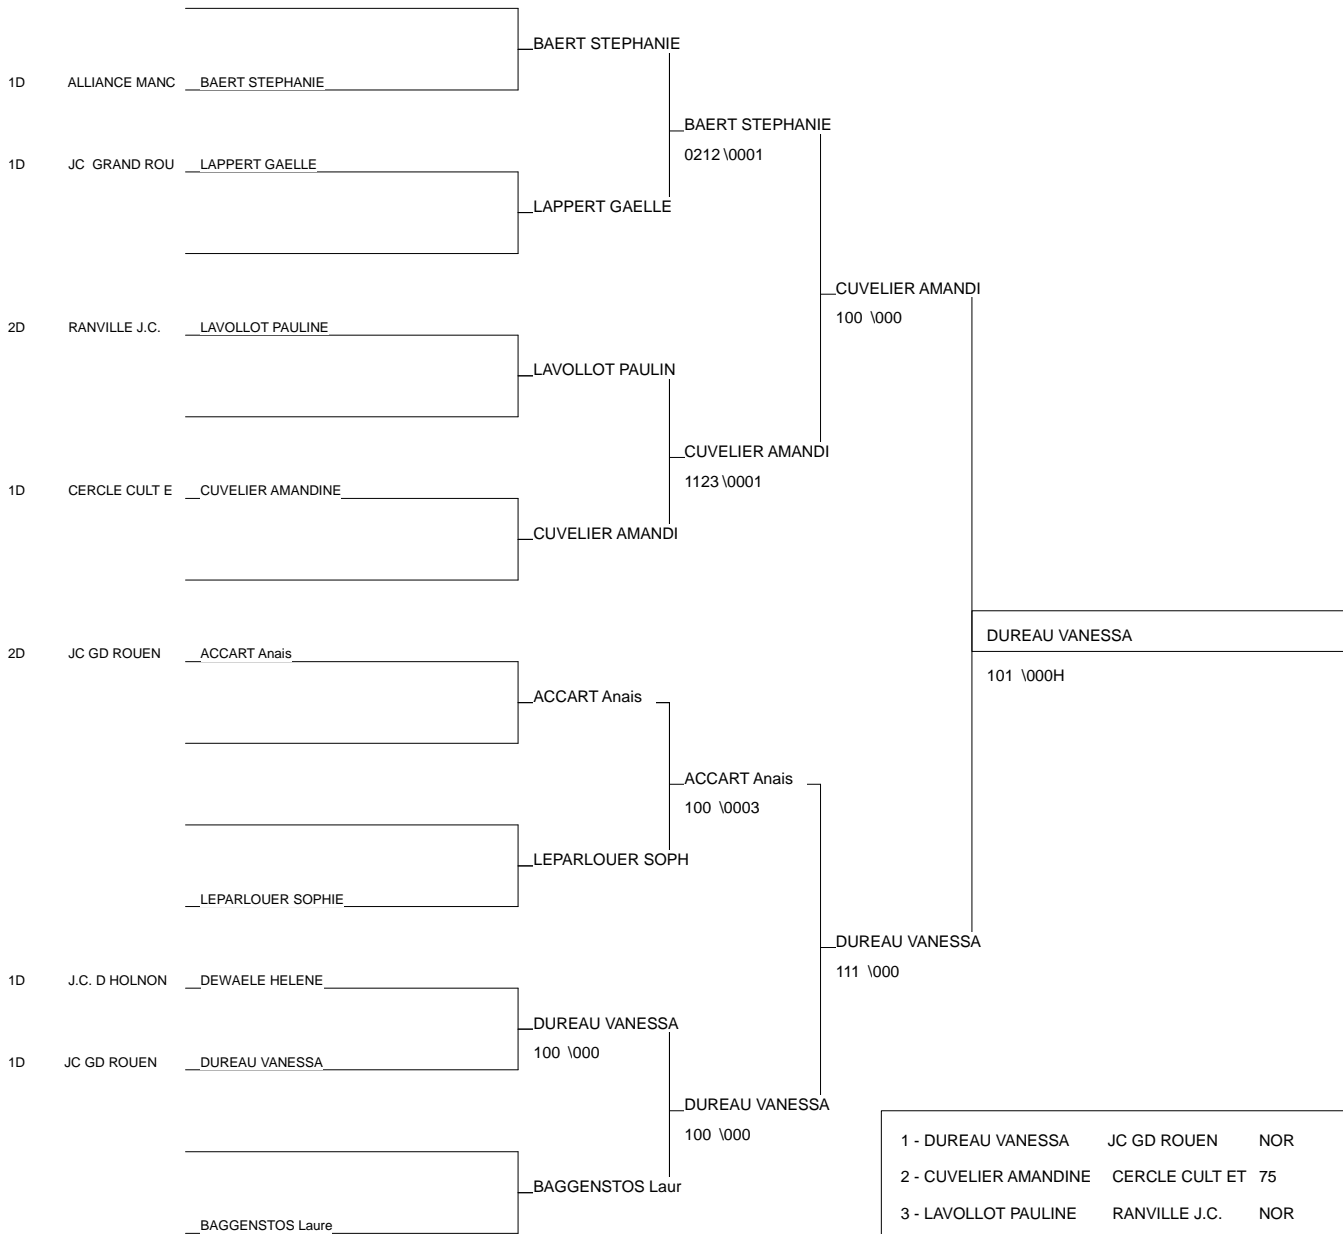 BAERT STEPHANIE
1D ALLIANCE MANC BAERT STEPHANIE
BAERT STEPHANIE
0212 \0001
1D JC GRAND ROU LAPPERT GAELLE
LAPPERT GAELLE
CUVELIER AMANDI
100 \000
2D RANVILLE J.C. LAVOLLOT PAULINE
LAVOLLOT PAULIN
CUVELIER AMANDI
1123 \0001
1D CERCLE CULT E CUVELIER AMANDINE
CUVELIER AMANDI
DUREAU VANESSA
101 \000H
2D JC GD ROUEN ACCART Anais
ACCART Anais
ACCART Anais
100 \0003
LEPARLOUER SOPH
LEPARLOUER SOPHIE
DUREAU VANESSA
111 \000
1D J.C. D HOLNON DEWAELE HELENE
DUREAU VANESSA
100 \000
1D JC GD ROUEN DUREAU VANESSA
DUREAU VANESSA
100 \000
BAGGENSTOS Laur
BAGGENSTOS Laure
1 - DUREAU VANESSA JC GD ROUEN NOR
2 - CUVELIER AMANDINE CERCLE CULT ET 75
3 - LAVOLLOT PAULINE RANVILLE J.C. NOR